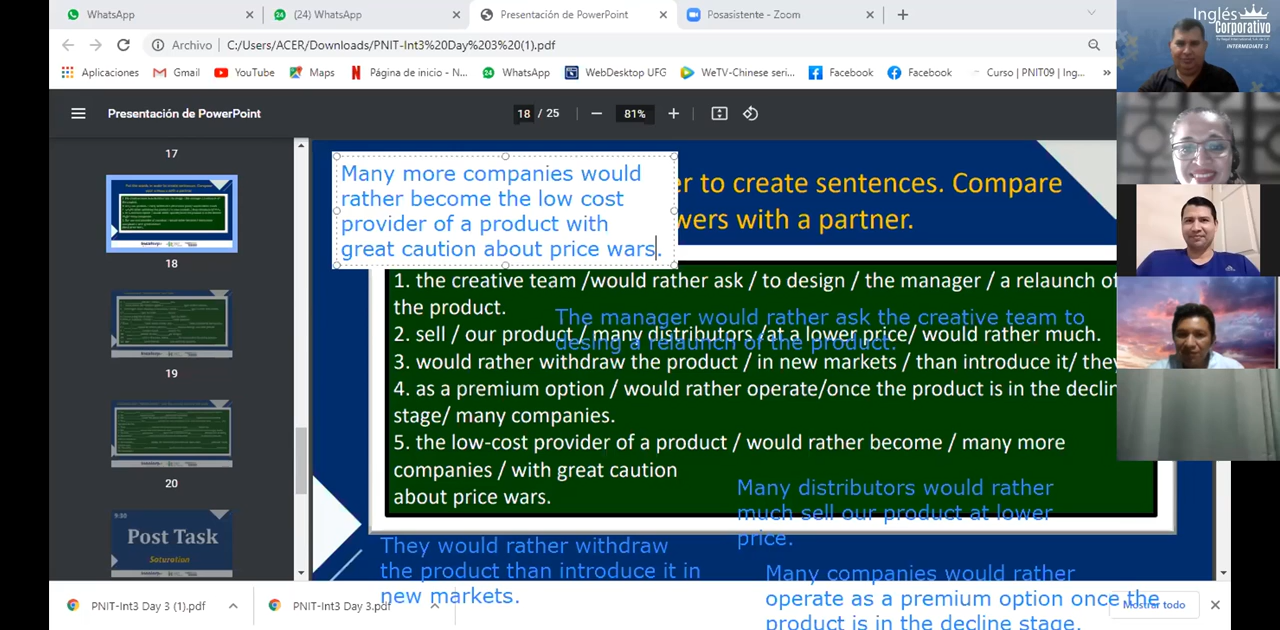 WhatsApp
(24) WhatsApp
Presentación de PowerPoint
Posasistente - Zoom
Archivo
C:/Users/ACER/Downloads/PNIT-Int3%20Day%203%20(1).pdf
Aplicaciones
Gmail
YouTube
Maps
Página de inicio - N...
WhatsApp
WebDesktop UFG
WeTV-Chinese seri...
Facebook
Facebook
Curso | PNIT09 | Ing...
»
Inglés
Corporativo
INTERMEDIATE 3
Presentación de PowerPoint
18 / 25
81%
17
18
19
20
9:30
Post Task
Saturation
Many more companies would
rather become the low cost
provider of a product with
great caution about price wars.
er to create sentences. Compare
wers with a partner.
1. the creative team /would rather ask / to design / the manager / a relaunch of
the product.
The manager would rather ask the creative team to
desing a relaunch of the product.
2. sell / our product / many distributors /at a lower price/ would rather much.
3. would rather withdraw the product / in new markets / than introduce it/ they
4. as a premium option / would rather operate/once the product is in the declin
stage/ many companies.
5. the low-cost provider of a product / would rather become / many more
companies / with great caution
about price wars.
Many distributors would rather
much sell our product at lower
price.
They would rather withdraw
the product than introduce it in
new markets.
Many companies would rather
operate as a premium option once the
product is in the decline stage.
PNIT-Int3 Day 3 (1).pdf
PNIT-Int3 Day 3.pdf
Mostrar todo